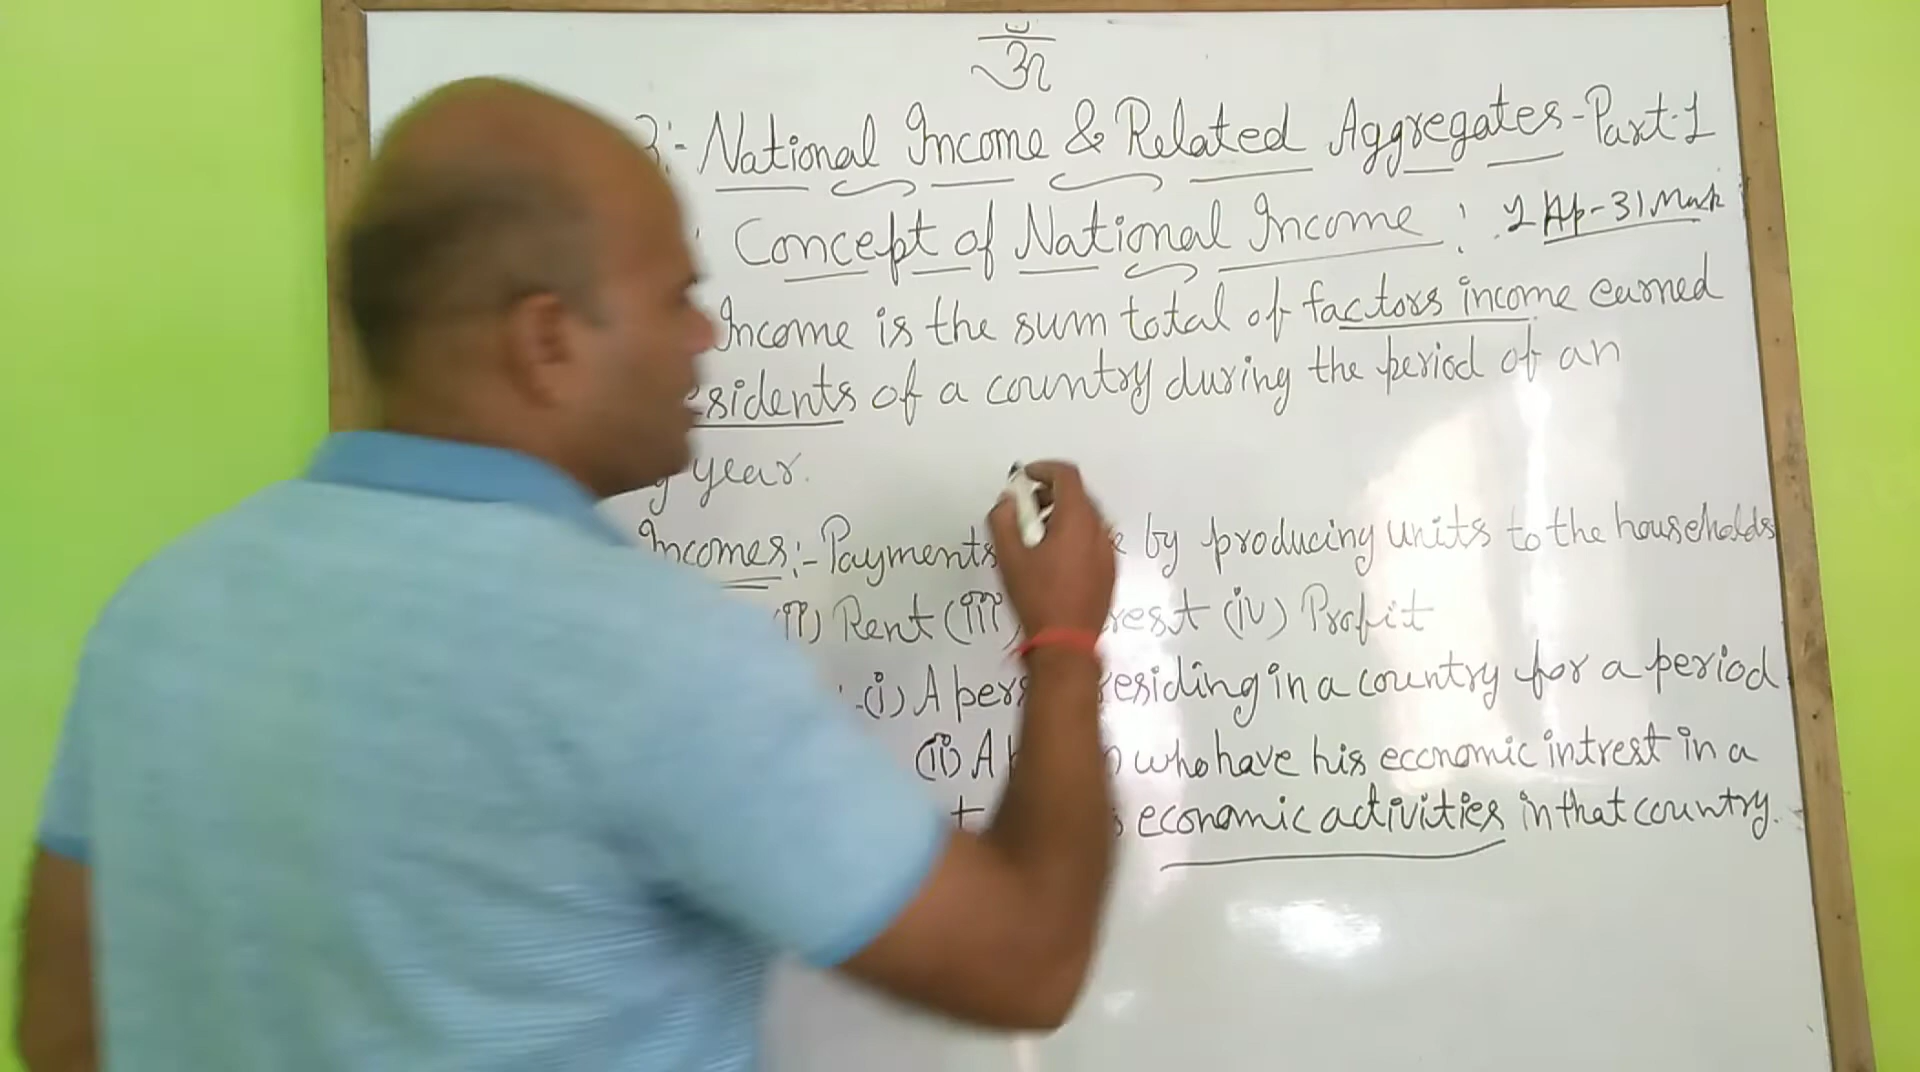 ॐ
3:- National Income & Related Aggregates-Part-1
Concept of National Income : 1 Ap-31 March
Income is the sum total of factors income earned
esidents of a country during the period of an
g year.
Incomes:- Payments by producing units to the households
(ii) Rent (iii) rest (iv) Profit
(i) A pers residing in a country for a period
(ii) A who have his economic intrest in a
economic activities in that country.